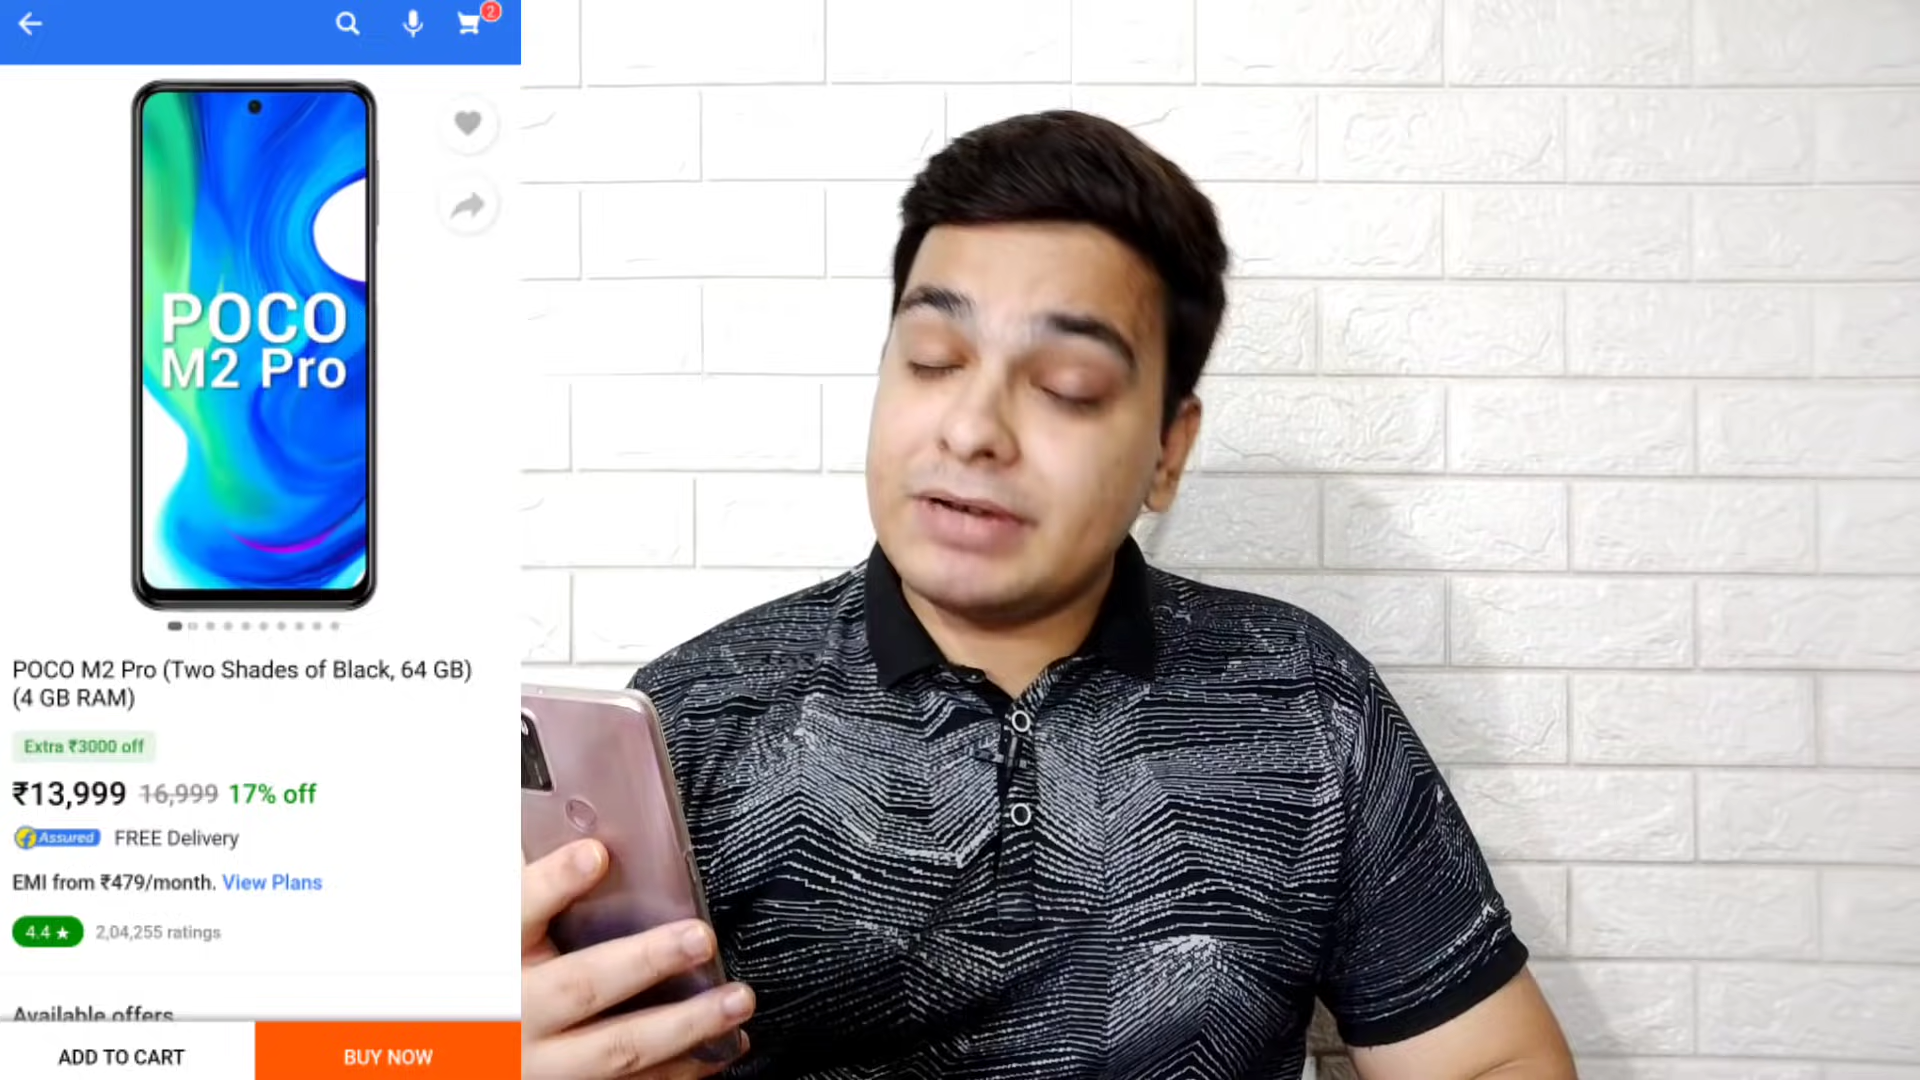 2
POCO
M2 Pro
POCO M2 Pro (Two Shades of Black, 64 GB)
(4 GB RAM)
Extra ₹3000 off
₹13,999 16,999 17% off
Assured FREE Delivery
EMI from ₹479/month. View Plans
4.4 ★ 2,04,255 ratings
Available offers
ADD TO CART BUY NOW